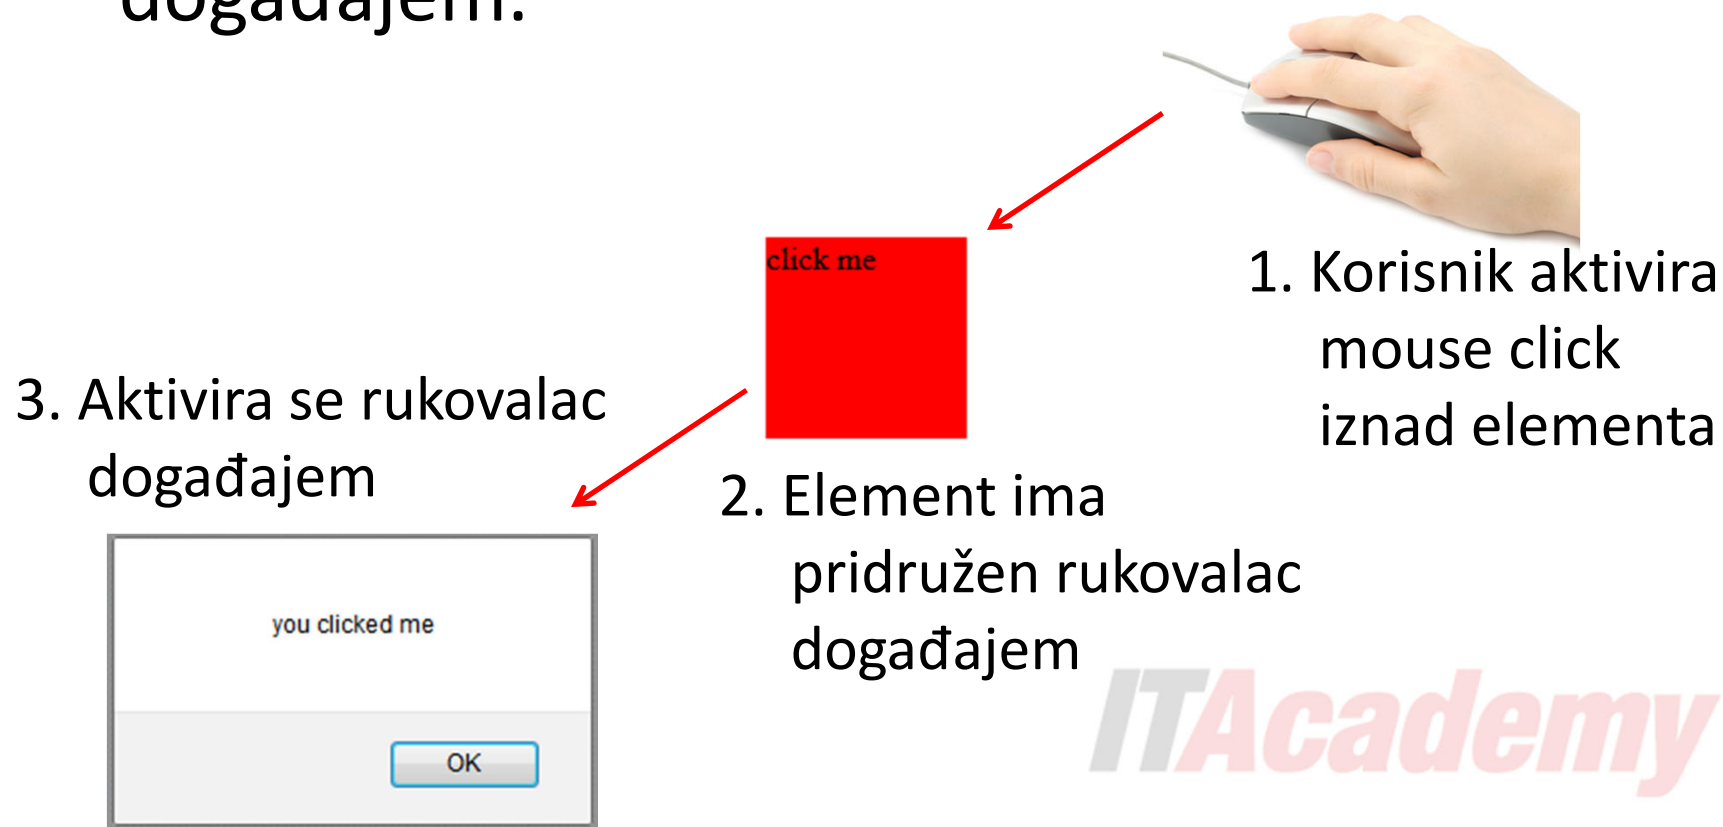 događajem.
click me
1. Korisnik aktivira
mouse click
iznad elementa
3. Aktivira se rukovalac
događajem
2. Element ima
pridružen rukovalac
događajem
you clicked me
OK
ITAcademy